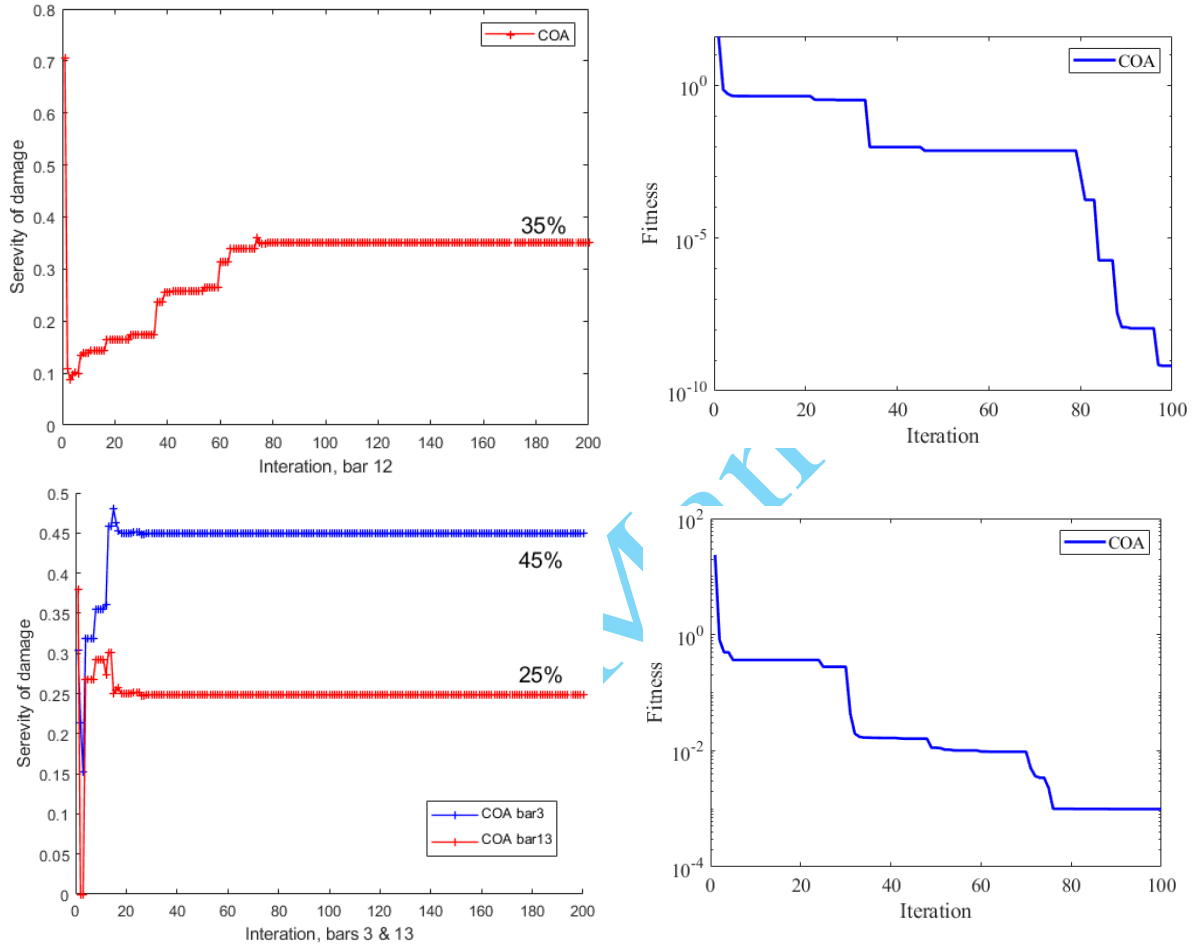 0.8
0.7
0.6
0.5
0.4
0.3
0.2
0.1
0
Serevity of damage
COA
35%
0 20 40 60 80 100 120 140 160 180 200
Interation, bar 12
10^0
10^-5
10^-10
Fitness
COA
0 20 40 60 80 100
Iteration
0.5
0.45
0.4
0.35
0.3
0.25
0.2
0.15
0.1
0.05
0
Serevity of damage
45%
25%
COA bar3
COA bar13
0 20 40 60 80 100 120 140 160 180 200
Interation, bars 3 & 13
10^2
10^0
10^-2
10^-4
Fitness
COA
0 20 40 60 80 100
Iteration